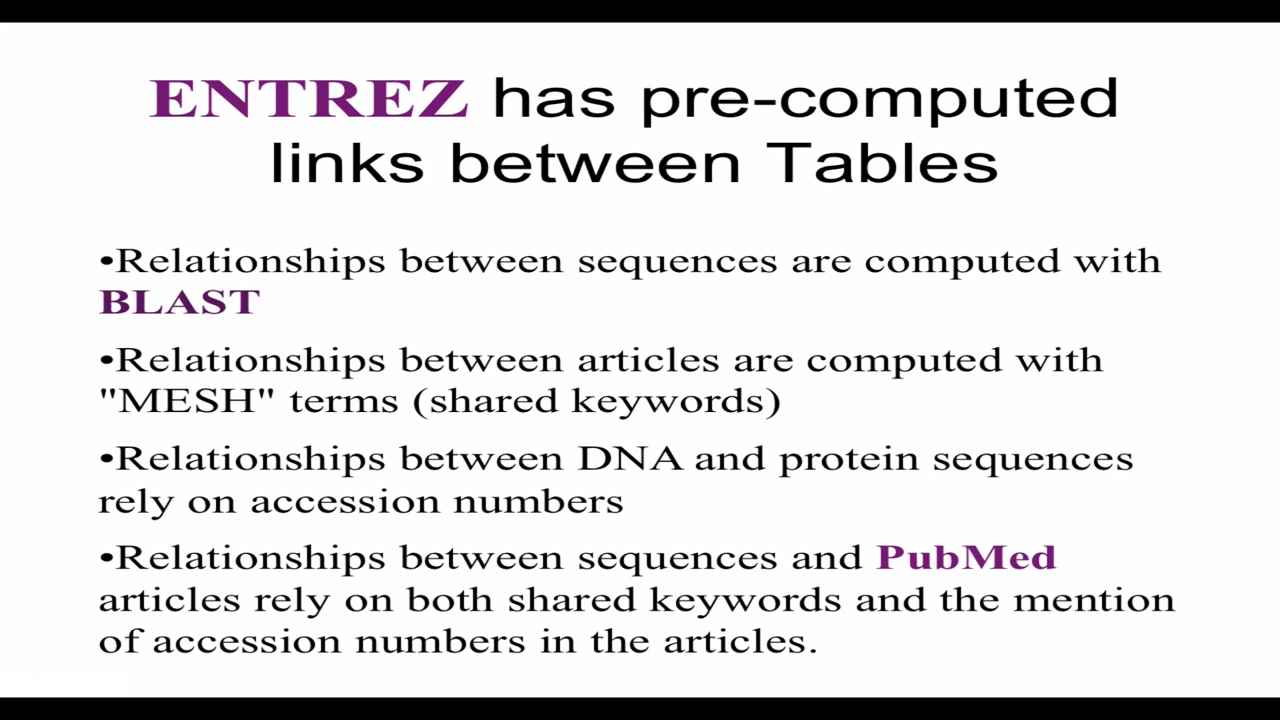 ENTREZ has pre-computed
links between Tables
•Relationships between sequences are computed with
BLAST
•Relationships between articles are computed with
"MESH" terms (shared keywords)
•Relationships between DNA and protein sequences
rely on accession numbers
•Relationships between sequences and PubMed
articles rely on both shared keywords and the mention
of accession numbers in the articles.